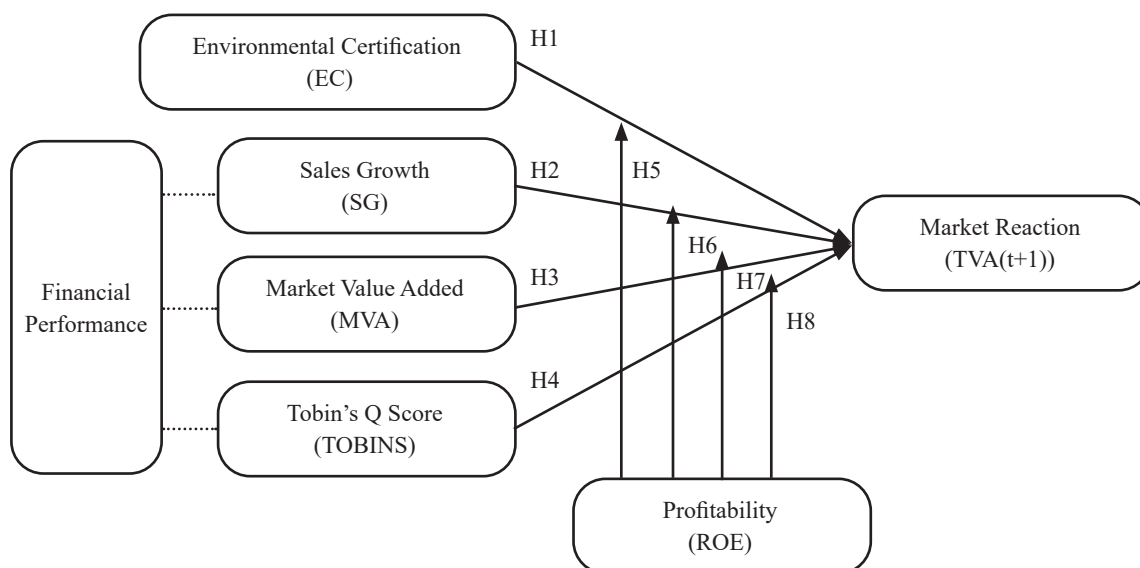 Environmental Certification
(EC)
H1
Sales Growth
(SG)
H2
H5
Market Reaction
(TVA(t+1))
H6
Market Value Added
(MVA)
H3
H7
Financial
Performance
H8
H4
Tobin’s Q Score
(TOBINS)
Profitability
(ROE)